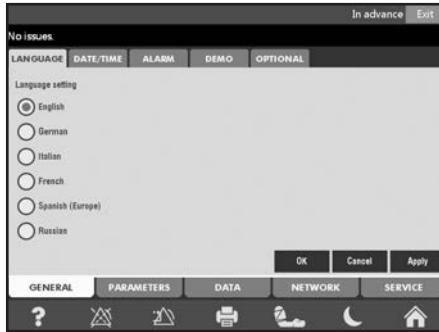 In advance Exit
No issues.
LANGUAGE DATE/TIME ALARM DEMO OPTIONAL
Language setting
English
German
Italian
French
Spanish (Europe)
Russian
OK Cancel Apply
GENERAL PARAMETERS DATA NETWORK SERVICE
?